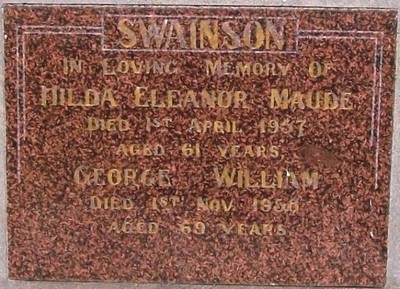 SWAINSON
IN LOVING MEMORY OF
HILDA ELEANOR MAUDE
DIED 1ST APRIL 1957
AGED 61 YEARS
GEORGE WILLIAM
DIED 1ST NOV.
AGED 69 YEARS